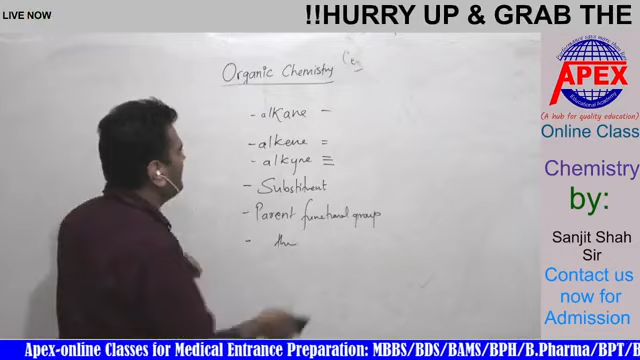 LIVE NOW
!!HURRY UP & GRAB THE
Organic Chemistry
- alkane -
- alkene =
- alkyne ≡
- Substituent
- Parent functional group
-
APEX
Educational Academy
(A hub for quality education)
Online Class
Chemistry
by:
Sanjit Shah
Sir
Contact us
now for
Admission
Apex-online Classes for Medical Entrance Preparation: MBBS/BDS/BAMS/BPH/B.Pharma/BPT/B